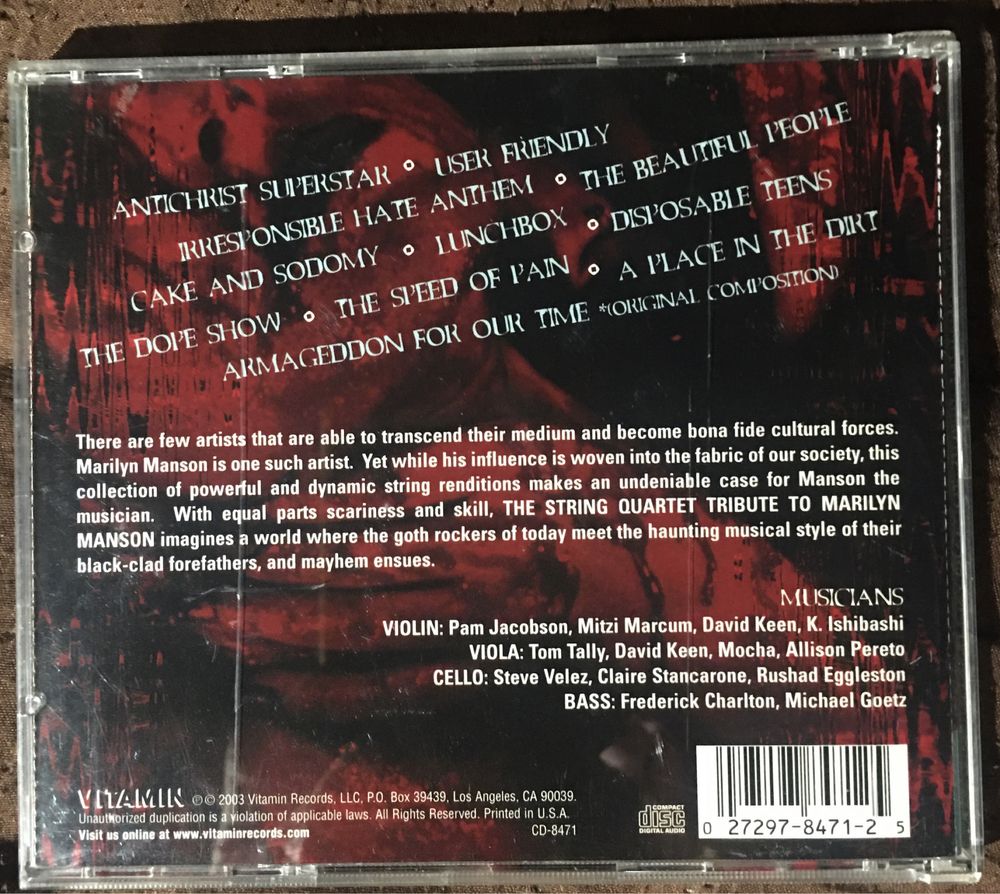 ANTICHRIST SUPERSTAR ° USER FRIENDLY
IRRESPONSIBLE HATE ANTHEM ° THE BEAUTIFUL PEOPLE
CAKE AND SODOMY ° LUNCHBOX ° DISPOSABLE TEENS
THE DOPE SHOW ° THE SPEED OF PAIN ° A PLACE IN THE DIRT
ARMAGEDDON FOR OUR TIME *(ORIGINAL COMPOSITION)
There are few artists that are able to transcend their medium and become bona fide cultural forces.
Marilyn Manson is one such artist. Yet while his influence is woven into the fabric of our society, this
collection of powerful and dynamic string renditions makes an undeniable case for Manson the
musician. With equal parts scariness and skill, THE STRING QUARTET TRIBUTE TO MARILYN
MANSON imagines a world where the goth rockers of today meet the haunting musical style of their
black-clad forefathers, and mayhem ensues.
MUSICIANS
VIOLIN: Pam Jacobson, Mitzi Marcum, David Keen, K. Ishibashi
VIOLA: Tom Tally, David Keen, Mocha, Allison Pereto
CELLO: Steve Velez, Claire Stancarone, Rushad Eggleston
BASS: Frederick Charlton, Michael Goetz
VITAMIN ℗© 2003 Vitamin Records, LLC, P.O. Box 39439, Los Angeles, CA 90039.
Unauthorized duplication is a violation of applicable laws. All Rights Reserved. Printed in U.S.A.
Visit us online at www.vitaminrecords.com
CD-8471
COMPACT
disc
DIGITAL AUDIO
0 27297-8471-2 5